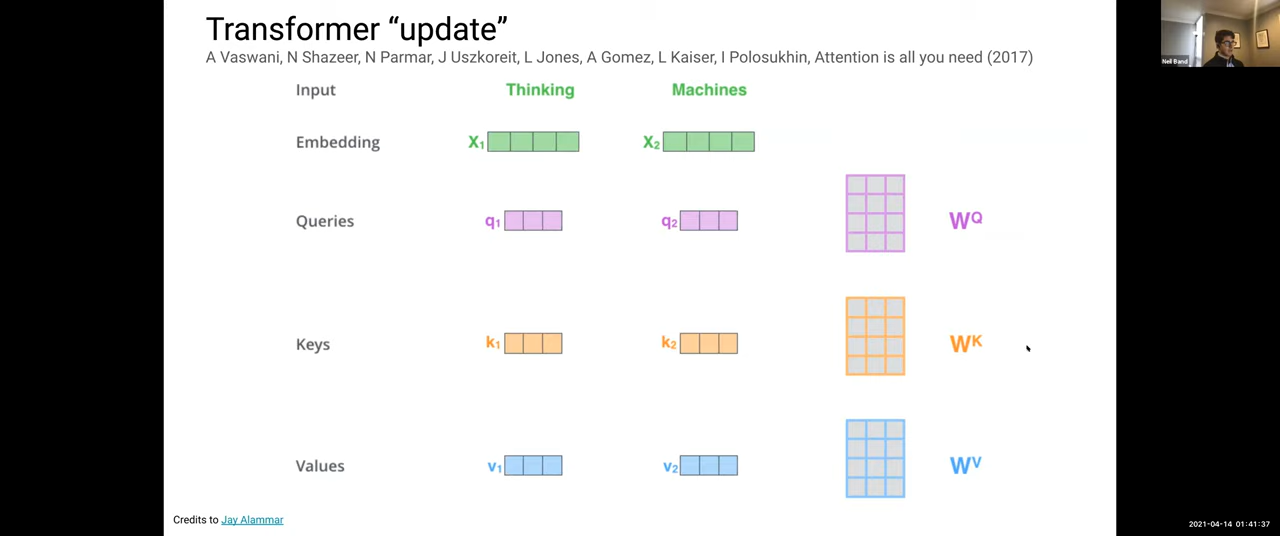 Transformer “update”
A Vaswani, N Shazeer, N Parmar, J Uszkoreit, L Jones, A Gomez, L Kaiser, I Polosukhin, Attention is all you need (2017)
Neil Band
Input Thinking Machines
Embedding X1 X2
Queries q1 q2 WQ
Keys k1 k2 WK
Values v1 v2 WV
Credits to Jay Alammar
2021-04-14 01:41:37